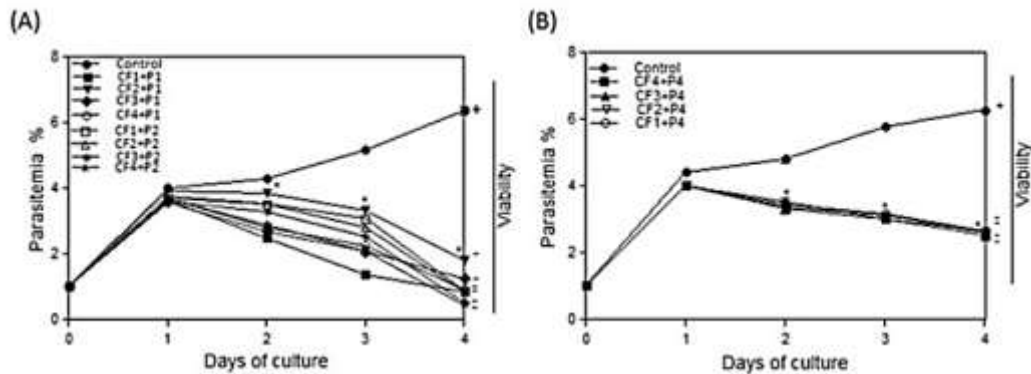 (A)
8
6
4
2
0
Parasitemia %
Control
CF1+P1
CF2+P1
CF3+P1
CF4+P1
CF1+P2
CF2+P2
CF3+P2
CF4+P2
*
*
*
+
Viability
0 1 2 3 4
Days of culture
(B)
8
6
4
2
0
Parasitemia %
Control
CF4+P4
CF3+P4
CF2+P4
CF1+P4
*
*
*
+
Viability
0 1 2 3 4
Days of culture